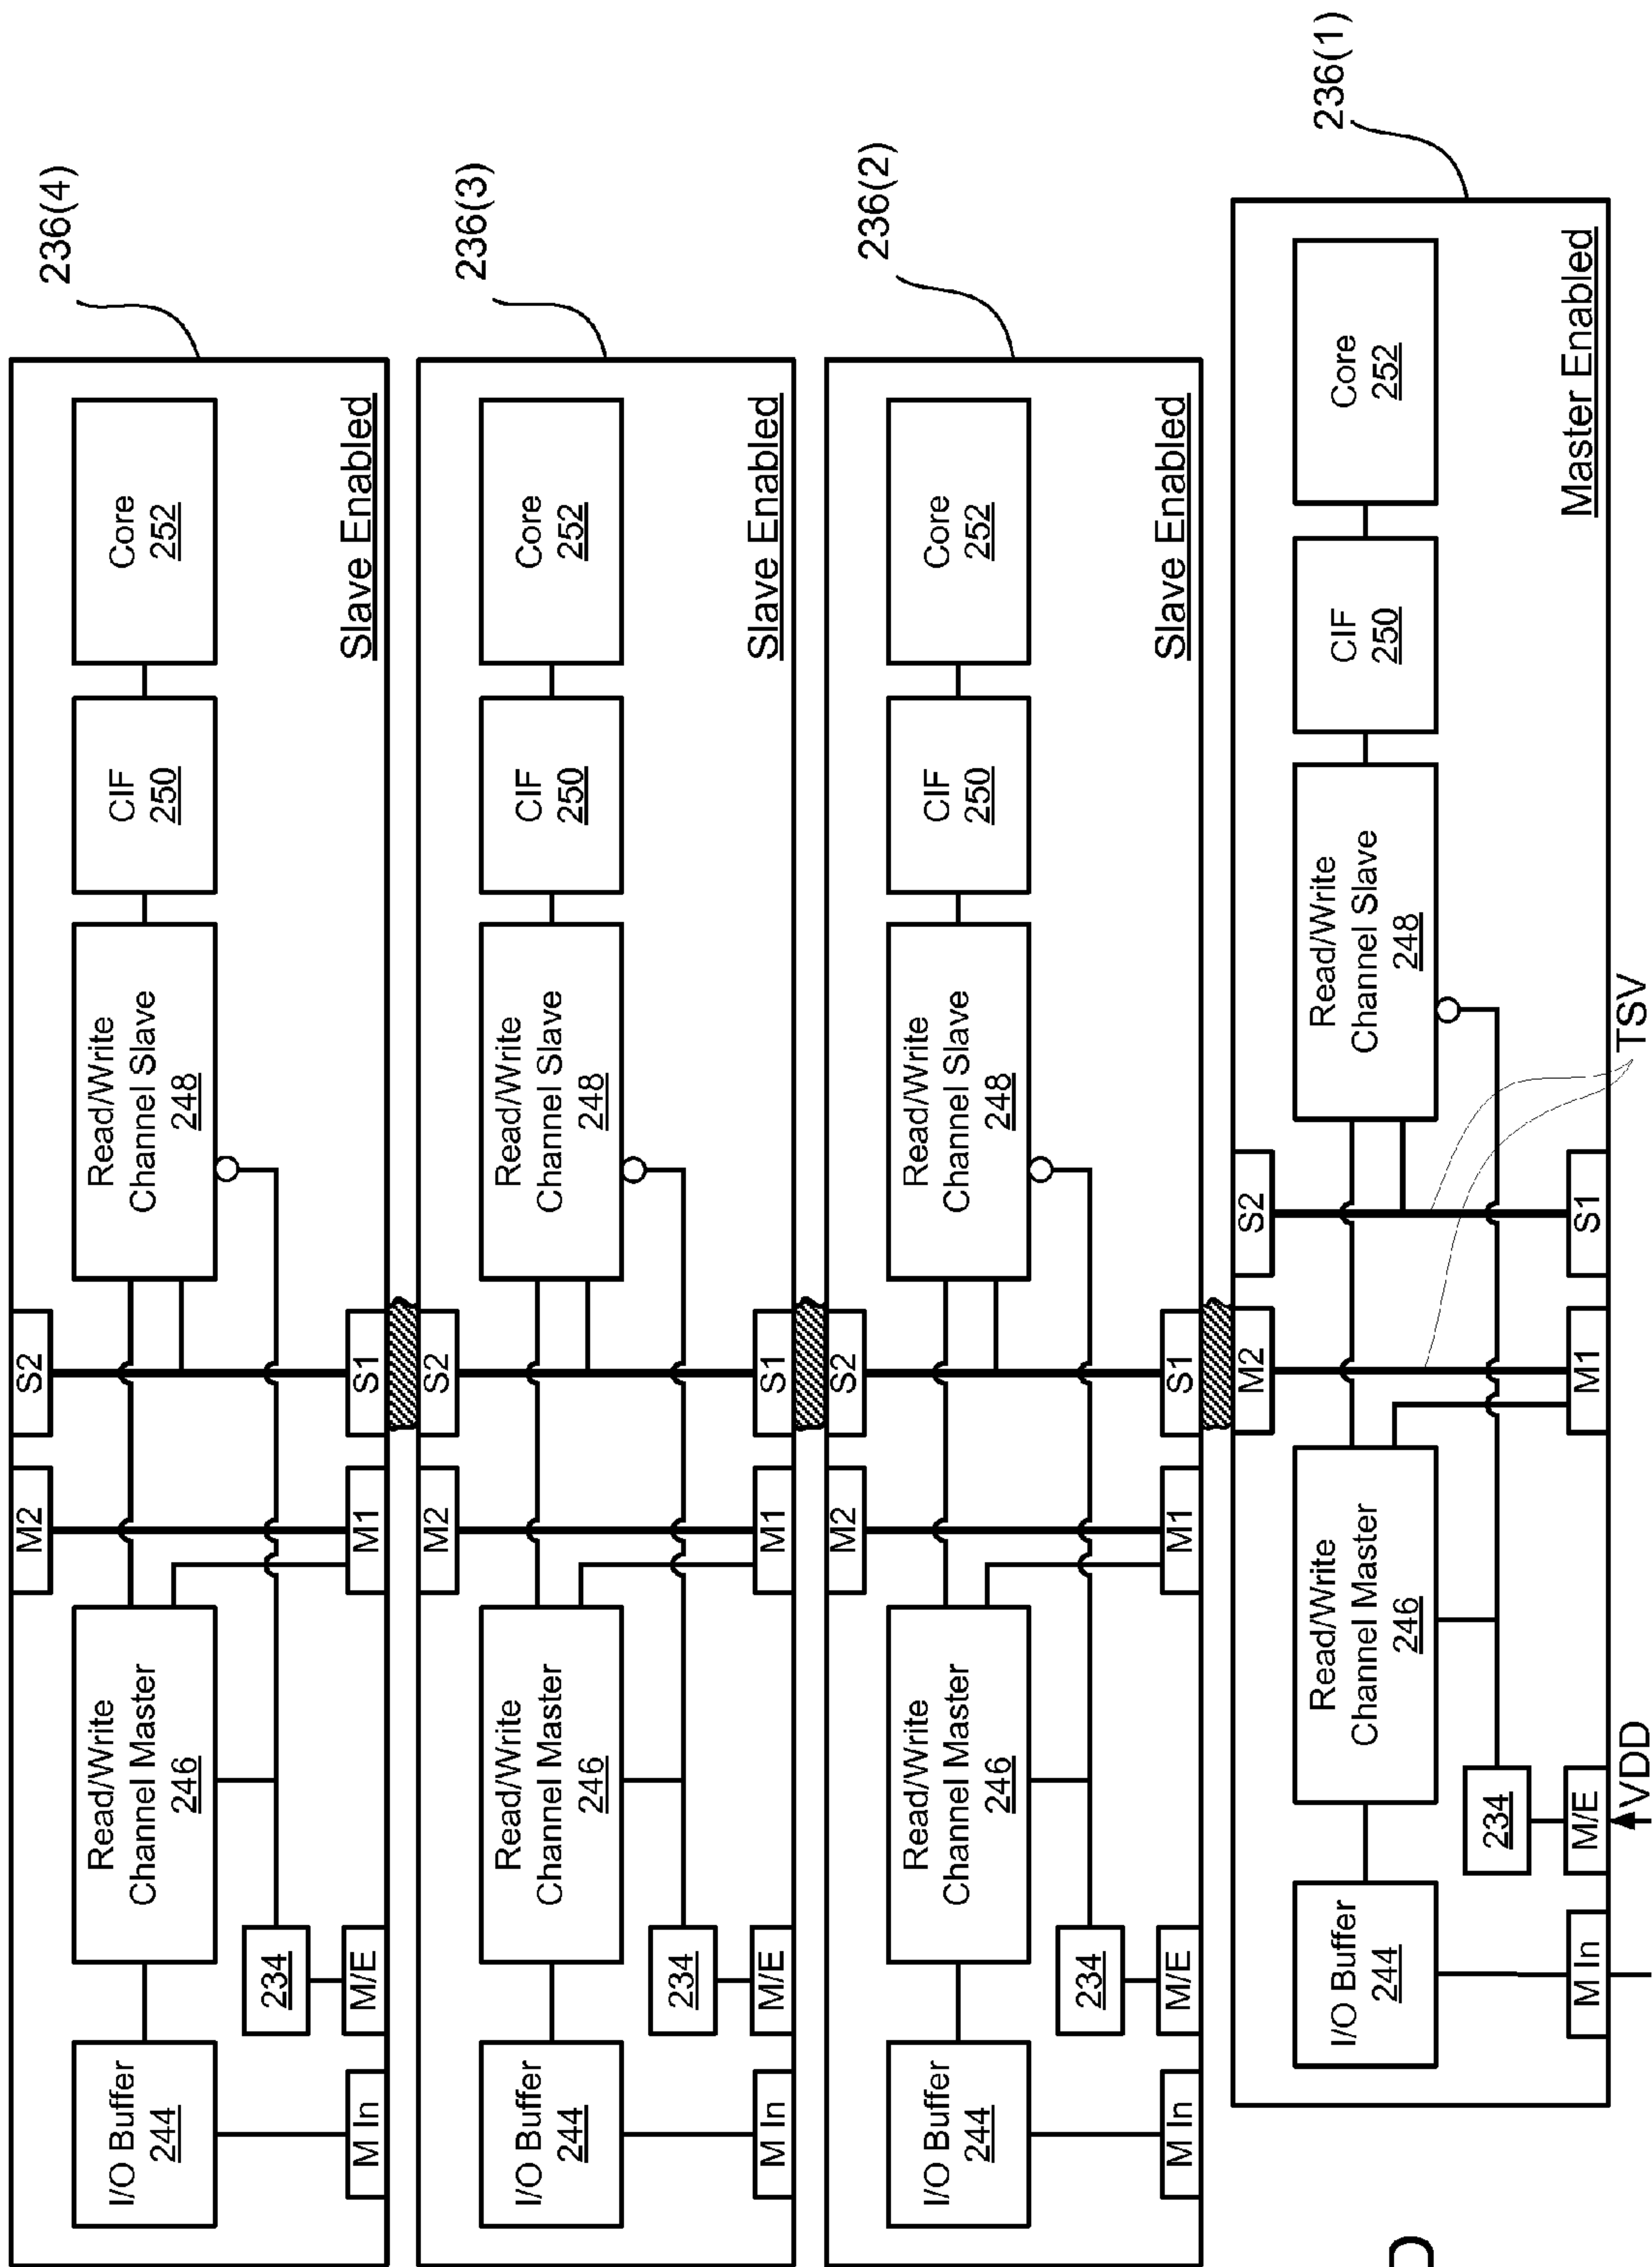 236(4)
I/O Buffer
244
Read/Write
Channel Master
246
Read/Write
Channel Slave
248
CIF
250
Core
252
M2
S2
234
M In
M/E
M1
S1
Slave Enabled
236(3)
I/O Buffer
244
Read/Write
Channel Master
246
Read/Write
Channel Slave
248
CIF
250
Core
252
M2
S2
234
M In
M/E
M1
S1
Slave Enabled
236(2)
I/O Buffer
244
Read/Write
Channel Master
246
Read/Write
Channel Slave
248
CIF
250
Core
252
M2
S2
234
M In
M/E
M1
S1
Slave Enabled
236(1)
I/O Buffer
244
Read/Write
Channel Master
246
Read/Write
Channel Slave
248
CIF
250
Core
252
M2
S2
234
M In
M/E
M1
S1
Master Enabled
VDD
TSV